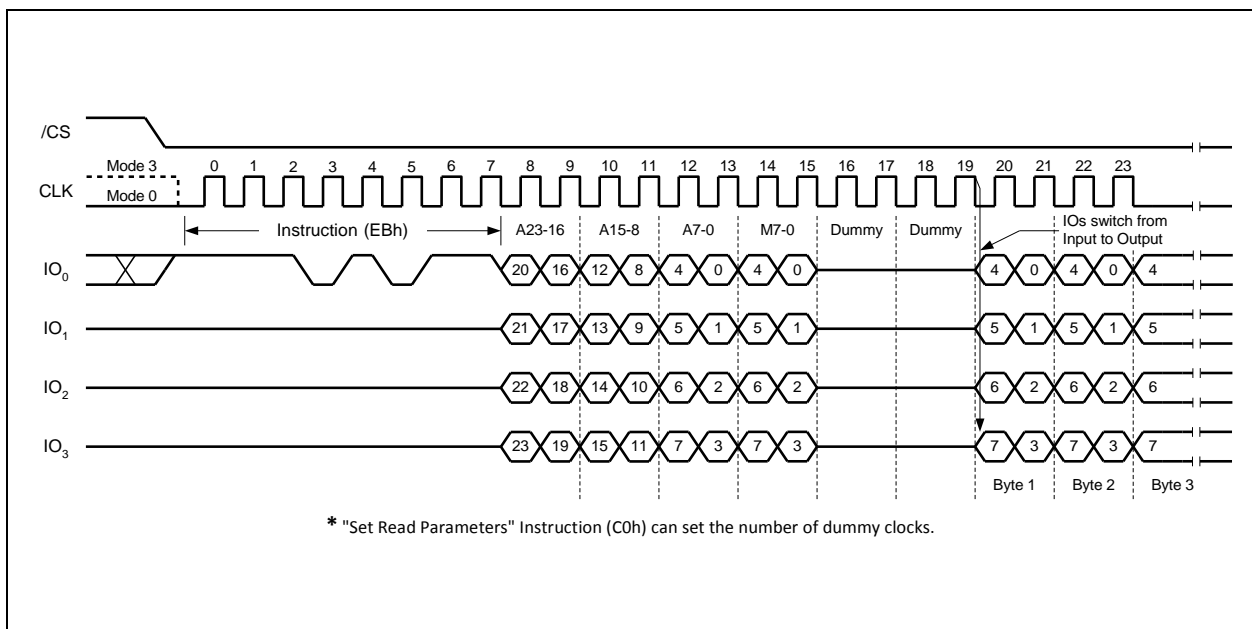 /CS
Mode 3
0 1 2 3 4 5 6 7 8 9 10 11 12 13 14 15 16 17 18 19 20 21 22 23
CLK
Mode 0
Instruction (EBh) A23-16 A15-8 A7-0 M7-0 Dummy Dummy
IOs switch from
Input to Output
IO0 20 16 12 8 4 0 4 0 4 0 4 0 4
IO1 21 17 13 9 5 1 5 1 5 1 5 1 5
IO2 22 18 14 10 6 2 6 2 6 2 6 2 6
IO3 23 19 15 11 7 3 7 3 7 3 7 3 7
Byte 1 Byte 2 Byte 3
* "Set Read Parameters" Instruction (C0h) can set the number of dummy clocks.